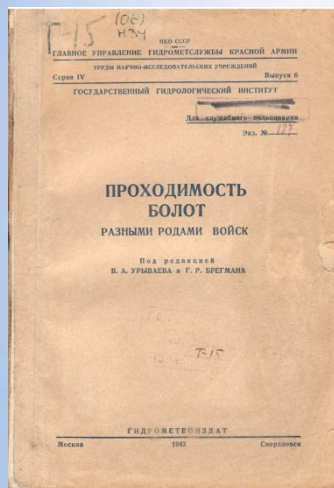 Т-15 (06)
НЗЧ
НКО СССР
ГЛАВНОЕ УПРАВЛЕНИЕ ГИДРОМЕТСЛУЖБЫ КРАСНОЙ АРМИИ
ТРУДЫ НАУЧНО-ИССЛЕДОВАТЕЛЬСКИХ УЧРЕЖДЕНИЙ
Серия IV Выпуск 6
ГОСУДАРСТВЕННЫЙ ГИДРОЛОГИЧЕСКИЙ ИНСТИТУТ
Для служебного пользования
Экз. №
ПРОХОДИМОСТЬ
БОЛОТ
РАЗНЫМИ РОДАМИ ВОЙСК
Под редакцией
В. А. УРЫВАЕВА и Г. Р. БРЕГМАНА
Т-15
ГИДРОМЕТЕОИЗДАТ
Москва 1943 Свердловск